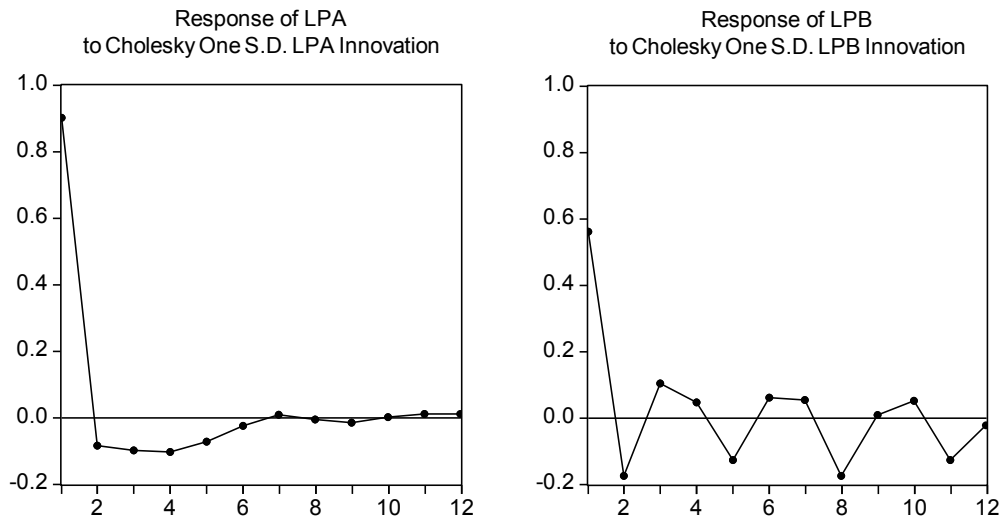 Response of LPA
to Cholesky One S.D. LPA Innovation
1.0
0.8
0.6
0.4
0.2
0.0
-0.2
2 4 6 8 10 12
Response of LPB
to Cholesky One S.D. LPB Innovation
1.0
0.8
0.6
0.4
0.2
0.0
-0.2
2 4 6 8 10 12